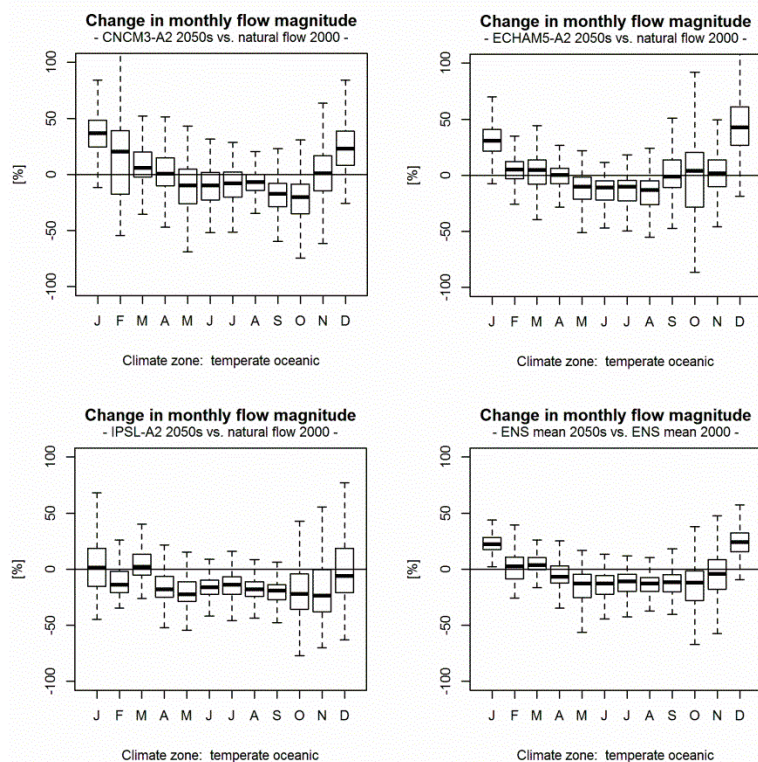 Change in monthly flow magnitude
- CNCM3-A2 2050s vs. natural flow 2000 -
[%]
100
50
0
-50
-100
J F M A M J J A S O N D
Climate zone: temperate oceanic
Change in monthly flow magnitude
- ECHAM5-A2 2050s vs. natural flow 2000 -
[%]
100
50
0
-50
-100
J F M A M J J A S O N D
Climate zone: temperate oceanic
Change in monthly flow magnitude
- IPSL-A2 2050s vs. natural flow 2000 -
[%]
100
50
0
-50
-100
J F M A M J J A S O N D
Climate zone: temperate oceanic
Change in monthly flow magnitude
- ENS mean 2050s vs. ENS mean 2000 -
[%]
100
50
0
-50
-100
J F M A M J J A S O N D
Climate zone: temperate oceanic